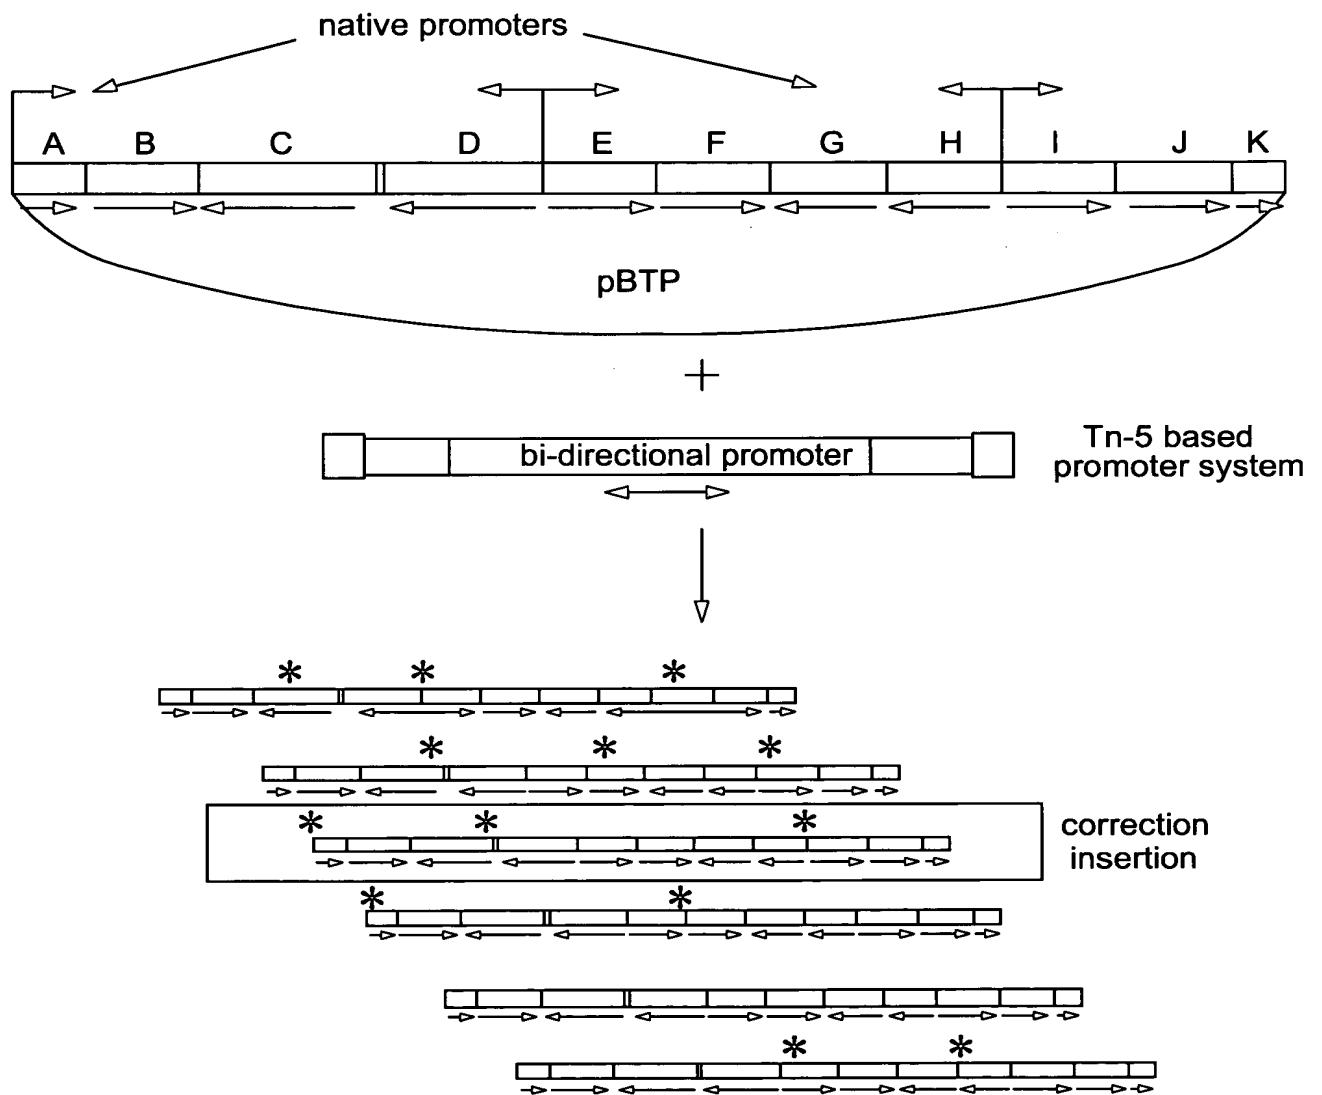 native promoters
A B C D E F G H I J K
pBTP
+
bi-directional promoter
Tn-5 based
promoter system
* * *
* * *
* * *
correction
insertion
* *
* *